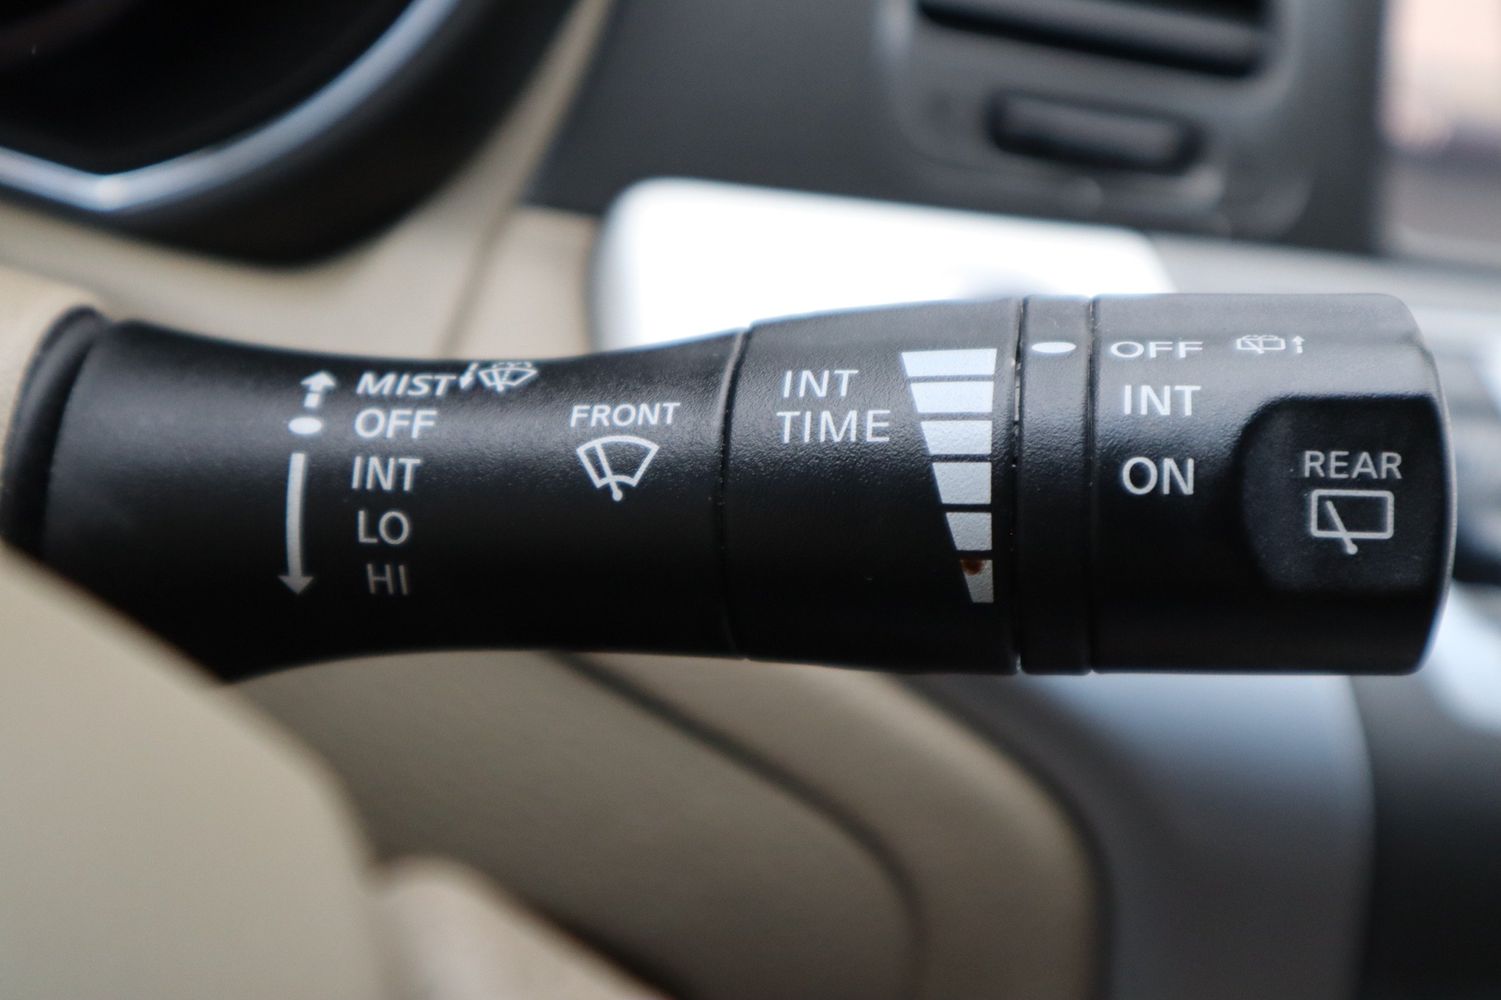 MIST
OFF
INT
LO
HI
FRONT
INT
TIME
OFF
INT
ON
REAR